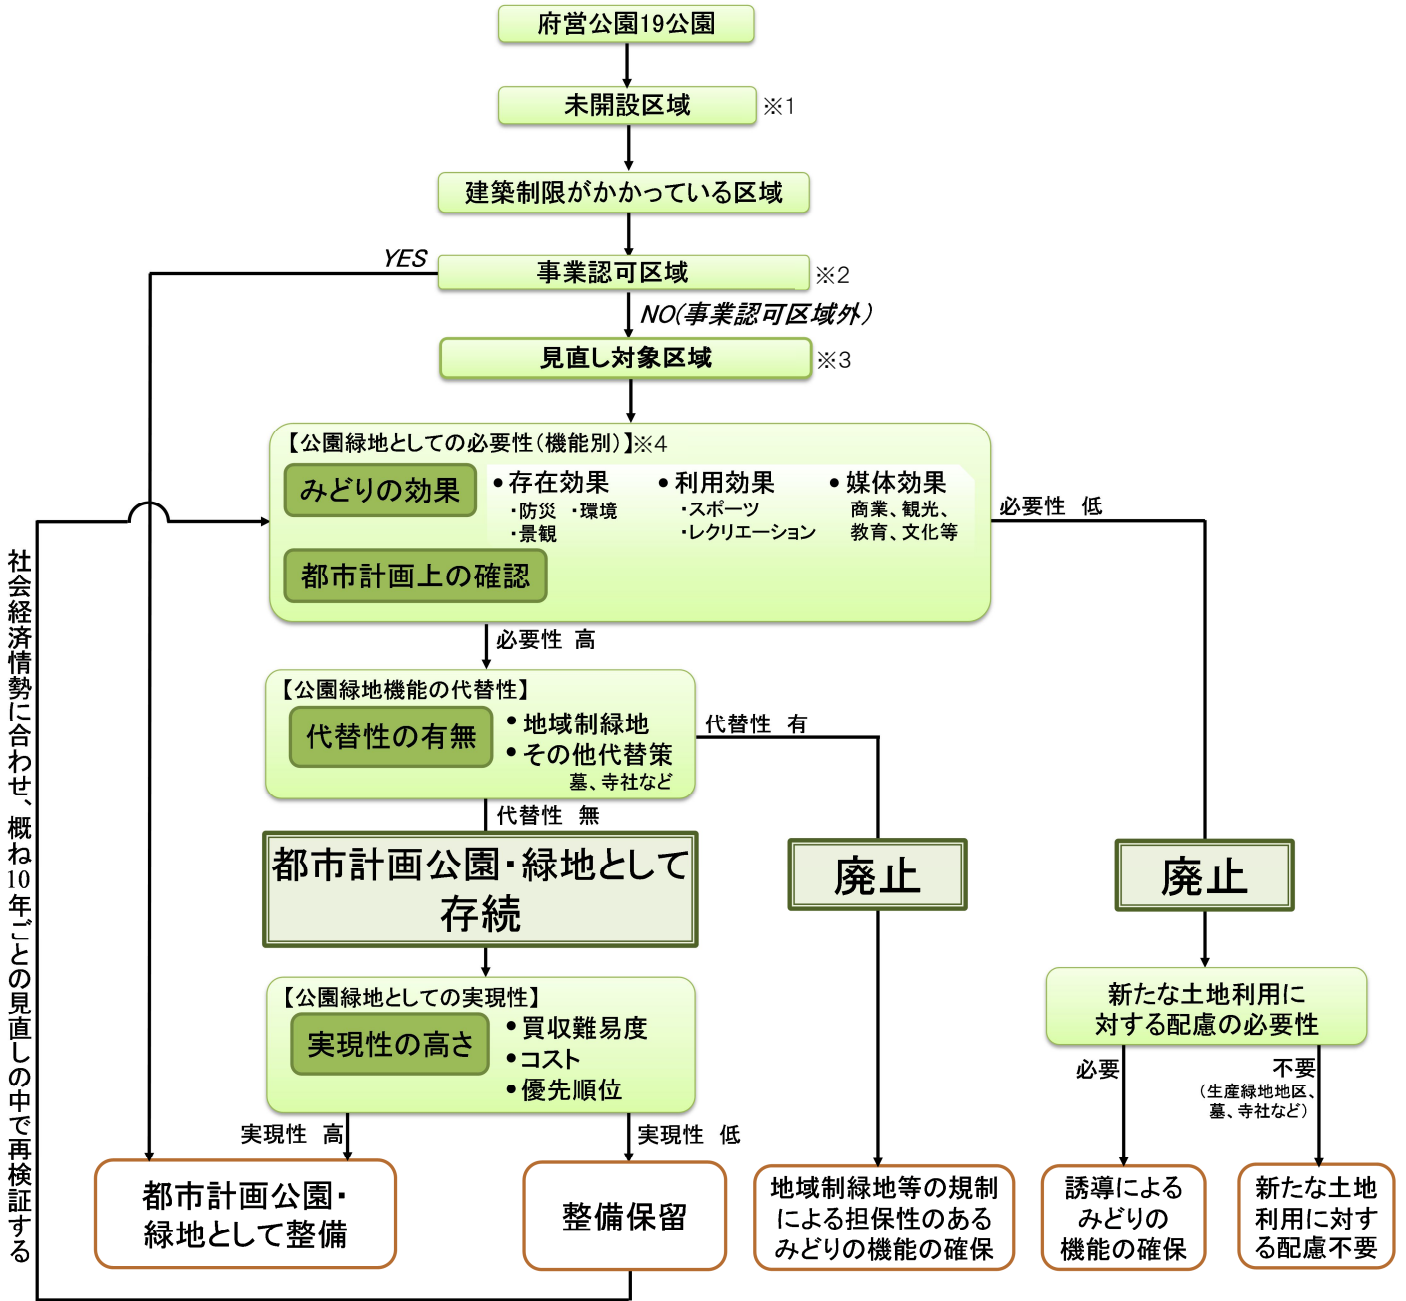 府営公園19公園
未開設区域
※1
建築制限がかかっている区域
YES
事業認可区域
※2
NO(事業認可区域外)
見直し対象区域
※3
【公園緑地としての必要性(機能別)】※4
みどりの効果
•存在効果
・防災 ・環境
・景観
•利用効果
・スポーツ
・レクリエーション
•媒体効果
商業、観光、
教育、文化等
都市計画上の確認
必要性 低
必要性 高
【公園緑地機能の代替性】
代替性の有無
•地域制緑地
•その他代替策
墓、寺社など
代替性 有
代替性 無
都市計画公園・緑地として
存続
廃止
廃止
【公園緑地としての実現性】
実現性の高さ
•買収難易度
•コスト
•優先順位
新たな土地利用に
対する配慮の必要性
必要
不要
(生産緑地地区、
墓、寺社など)
実現性 高
実現性 低
都市計画公園・
緑地として整備
整備保留
地域制緑地等の規制
による担保性のある
みどりの機能の確保
誘導による
みどりの
機能の確保
新たな土地
利用に対す
る配慮不要
社会経済情勢に合わせ、概ね10年ごとの見直しの中で再検証する